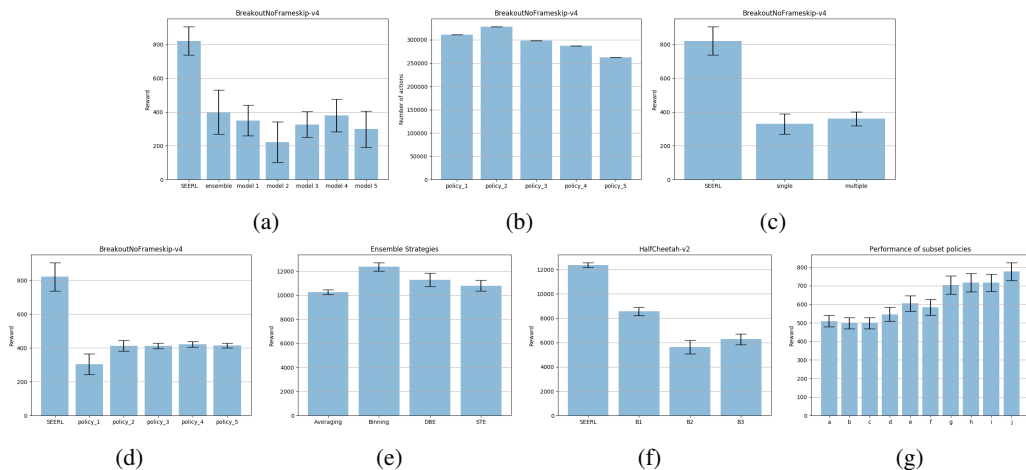 BreakoutNoFrameskip-v4
Reward
800
600
400
200
0
SEERL ensemble model 1 model 2 model 3 model 4 model 5
(a)
BreakoutNoFrameskip-v4
Number of actions
300000
250000
200000
150000
100000
50000
0
policy_1 policy_2 policy_3 policy_4 policy_5
(b)
BreakoutNoFrameskip-v4
Reward
800
600
400
200
0
SEERL single multiple
(c)
BreakoutNoFrameskip-v4
Reward
800
600
400
200
0
SEERL policy_1 policy_2 policy_3 policy_4 policy_5
(d)
Ensemble Strategies
Reward
12000
10000
8000
6000
4000
2000
0
Averaging Binning DBE STE
(e)
HalfCheetah-v2
Reward
12000
10000
8000
6000
4000
2000
0
SEERL B1 B2 B3
(f)
Performance of subset policies
Reward
800
700
600
500
400
300
200
100
0
a b c d e f g h i j
(g)